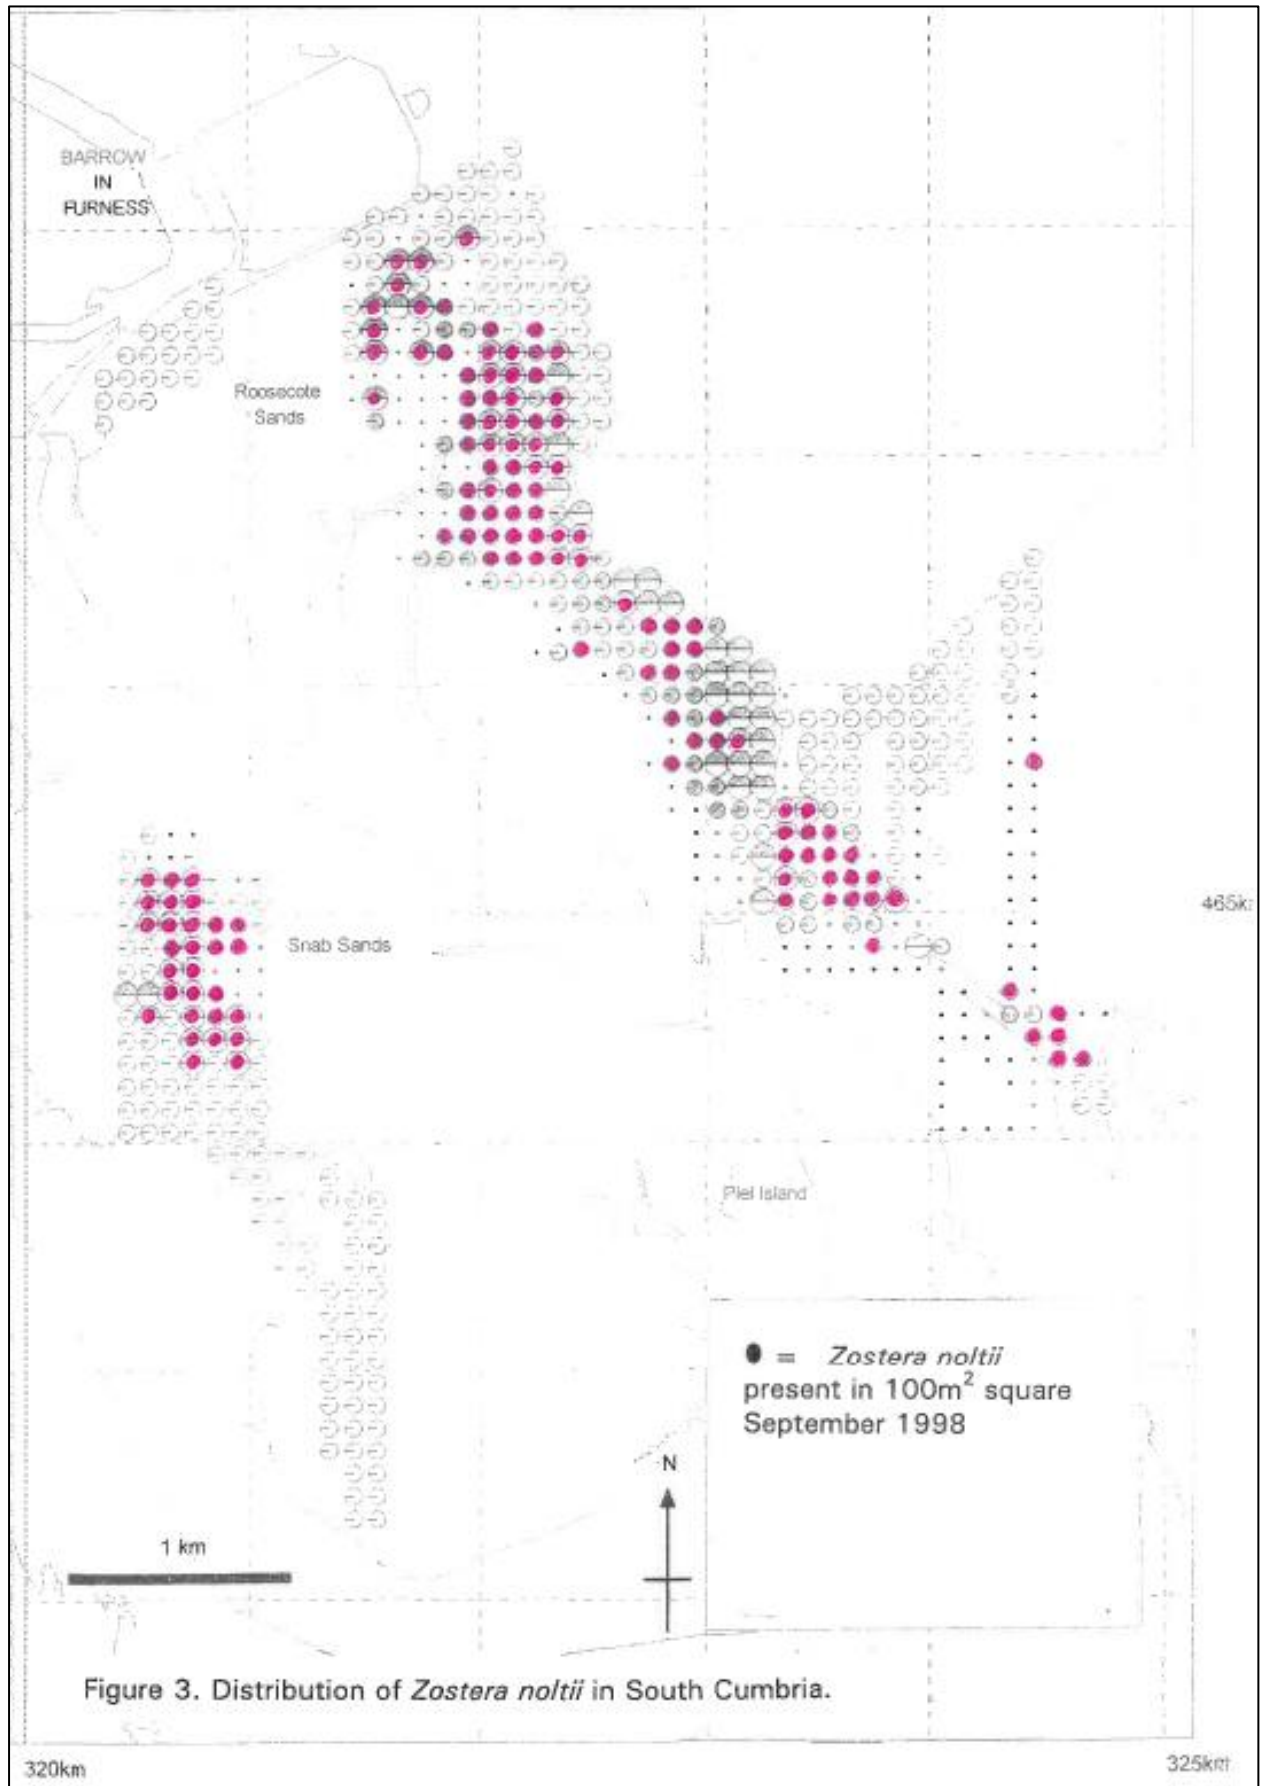 BARROW
IN
FURNESS
Roosecote
Sands
465k
Snab Sands
Piel Island
● = Zostera noltii
present in 100m² square
September 1998
N
1 km
Figure 3. Distribution of Zostera noltii in South Cumbria.
320km
325km